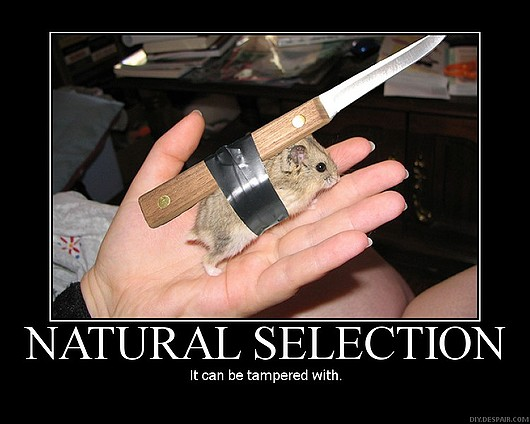 NATURAL SELECTION
It can be tampered with.
DIY.DESPAIR.COM